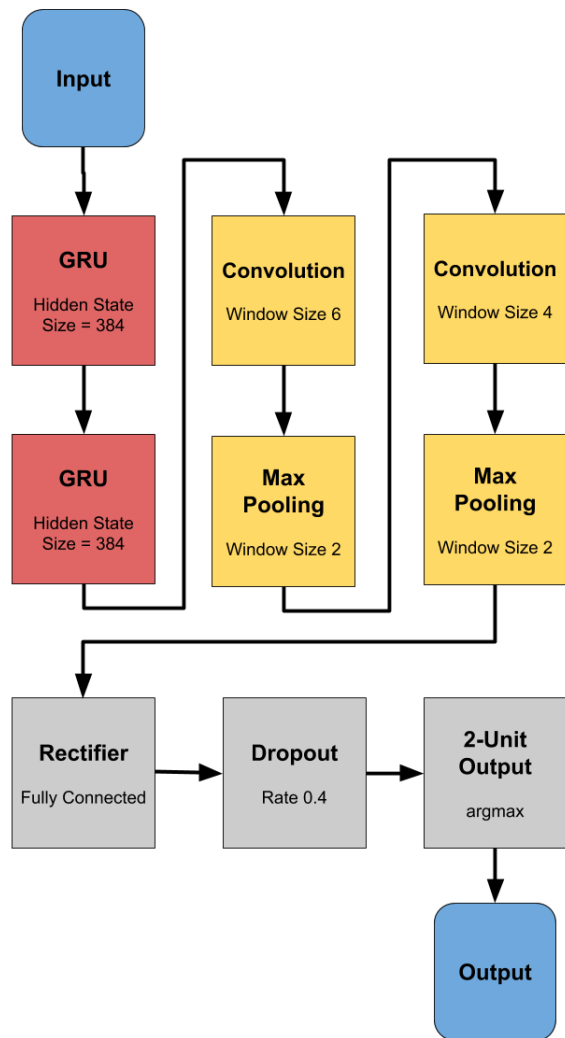 Input
GRU
Hidden State
Size = 384
GRU
Hidden State
Size = 384
Convolution
Window Size 6
Max
Pooling
Window Size 2
Convolution
Window Size 4
Max
Pooling
Window Size 2
Rectifier
Fully Connected
Dropout
Rate 0.4
2-Unit
Output
argmax
Output